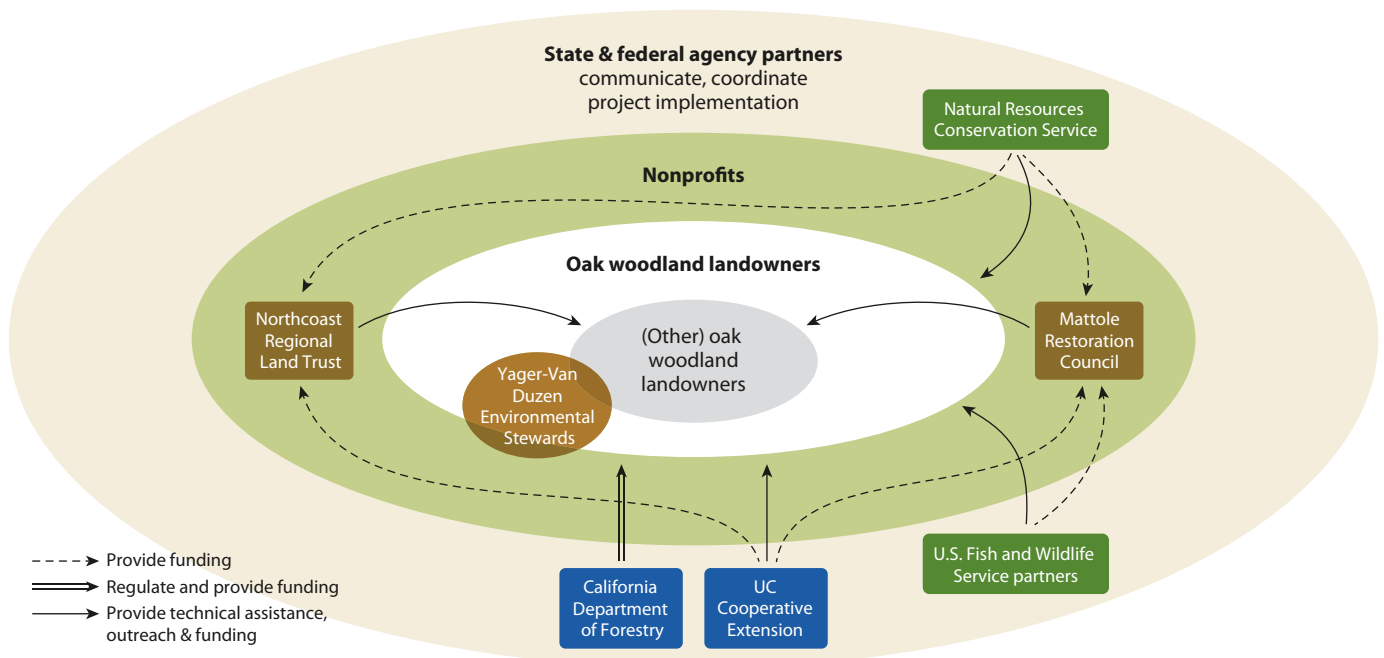 State & federal agency partners
communicate, coordinate
project implementation
Natural Resources
Conservation Service
Nonprofits
Oak woodland landowners
Northcoast
Regional
Land Trust
(Other) oak
woodland
landowners
Mattole
Restoration
Council
Yager-Van
Duzen
Environmental
Stewards
Provide funding
Regulate and provide funding
Provide technical assistance,
outreach & funding
California
Department
of Forestry
UC
Cooperative
Extension
U.S. Fish and Wildlife
Service partners